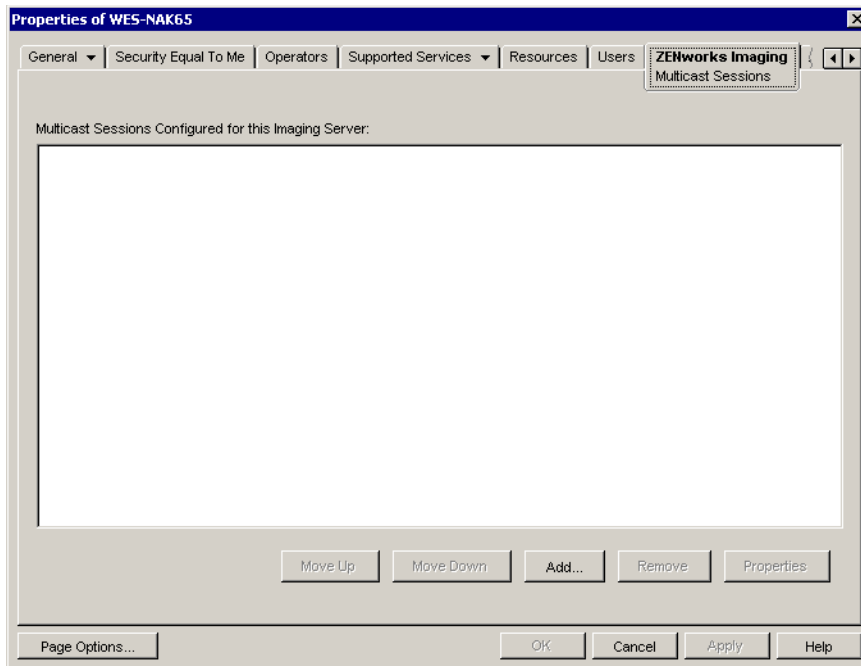 Properties of WES-NAK65
General Security Equal To Me Operators Supported Services Resources Users ZENworks Imaging
Multicast Sessions
Multicast Sessions Configured for this Imaging Server:
Move Up Move Down Add... Remove Properties
Page Options... OK Cancel Apply Help